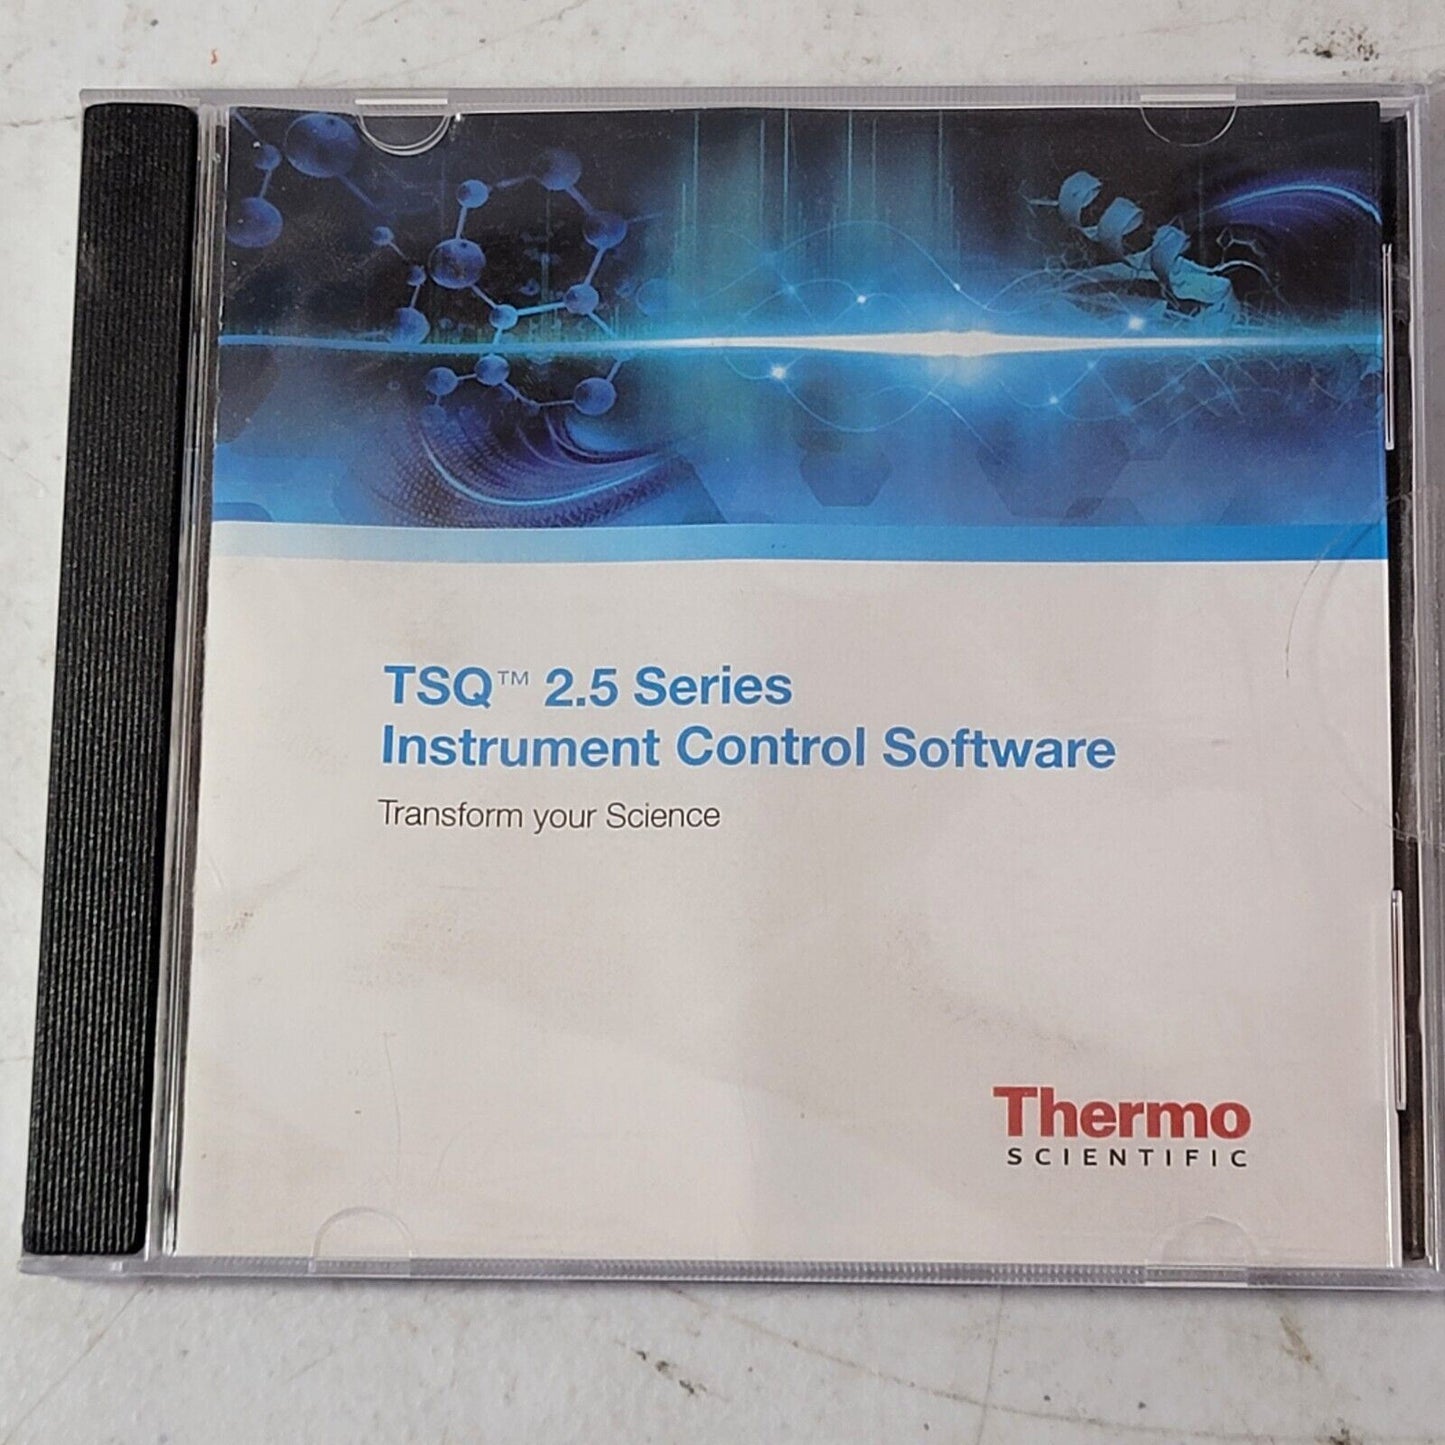 TSQ™ 2.5 Series
Instrument Control Software
Transform your Science
Thermo
SCIENTIFIC